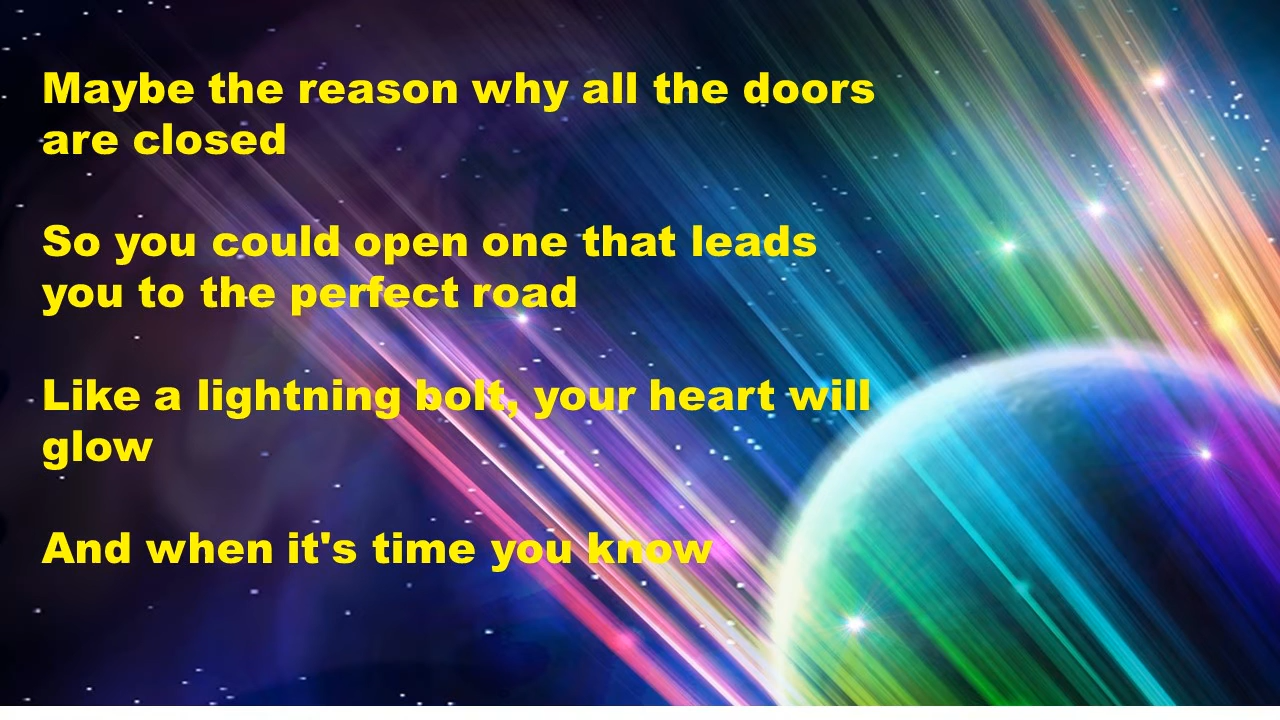 Maybe the reason why all the doors
are closed
So you could open one that leads
you to the perfect road
Like a lightning bolt, your heart will
glow
And when it's time you know